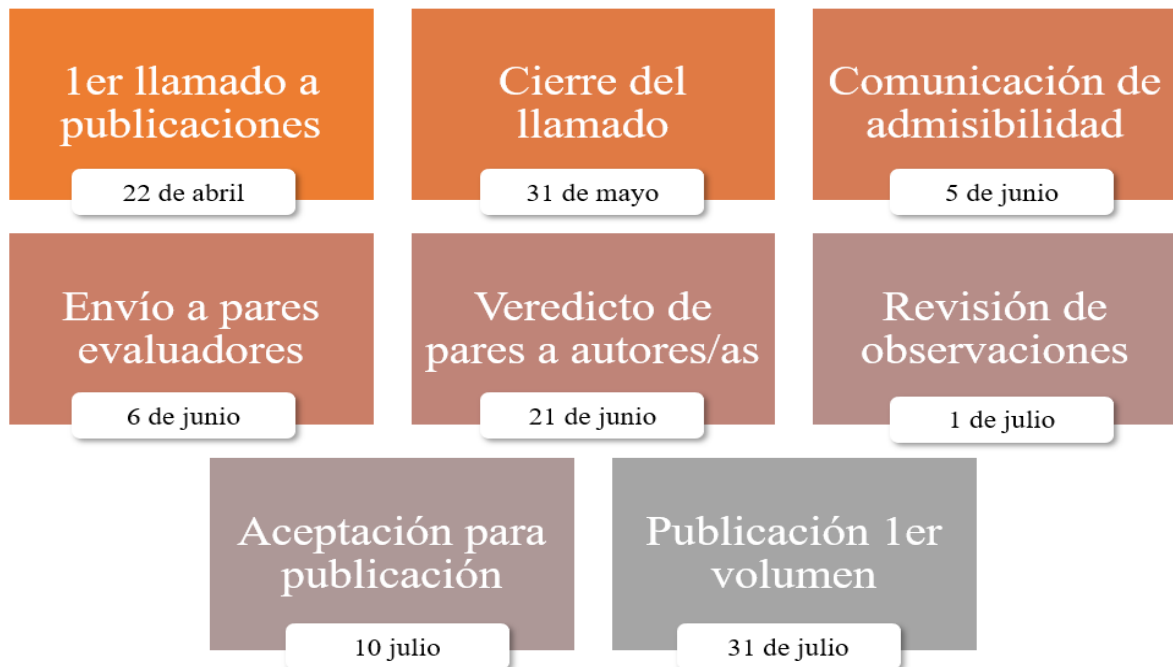 1er llamado a
publicaciones
22 de abril
Cierre del
llamado
31 de mayo
Comunicación de
admisibilidad
5 de junio
Envío a pares
evaluadores
6 de junio
Veredicto de
pares a autores/as
21 de junio
Revisión de
observaciones
1 de julio
Aceptación para
publicación
10 julio
Publicación 1er
volumen
31 de julio